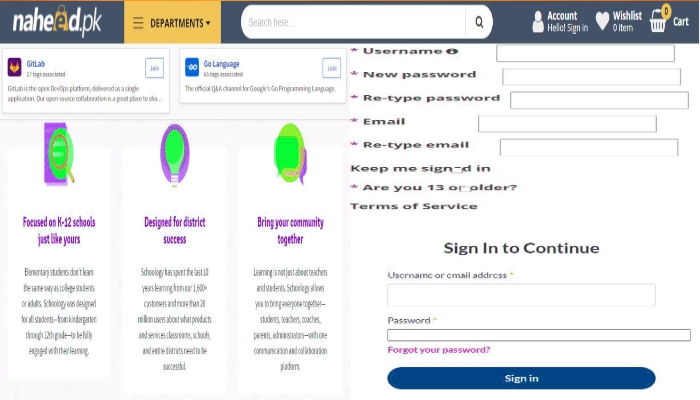 naheed.pk
DEPARTMENTS
Search here...
Account
Hello! Sign in
Wishlist
0 item
0
Cart
GitLab
17 tags associated
Join
GitLab is the open DevOps platform, delivered as a single
application. Our open source collaboration is a great place to sha...
Go Language
65 tags associated
Join
The official Q&A channel for Google's Go Programming Language.
Focused on K-12 schools
just like yours
Elementary students don't learn
the same way as college students
or adults. Schoology was designed
for all students—from kindergarten
through 12th grade—to be fully
engaged with their learning.
Designed for district
success
Schoology has spent the last 10
years learning from our 1,600+
customers and more than 20
million users about what products
and services classrooms, schools,
and entire districts need to be
successful.
Bring your community
together
Learning is not just about teachers
and students. Schoology allows
you to bring everyone together—
students, teachers, coaches,
parents, administrators—with one
communication and collaboration
platform.
* Username
* New password
* Re-type password
* Email
* Re-type email
Keep me signed in
* Are you 13 or older?
Terms of Service
Sign In to Continue
Username or email address *
Password *
Forgot your password?
Sign in